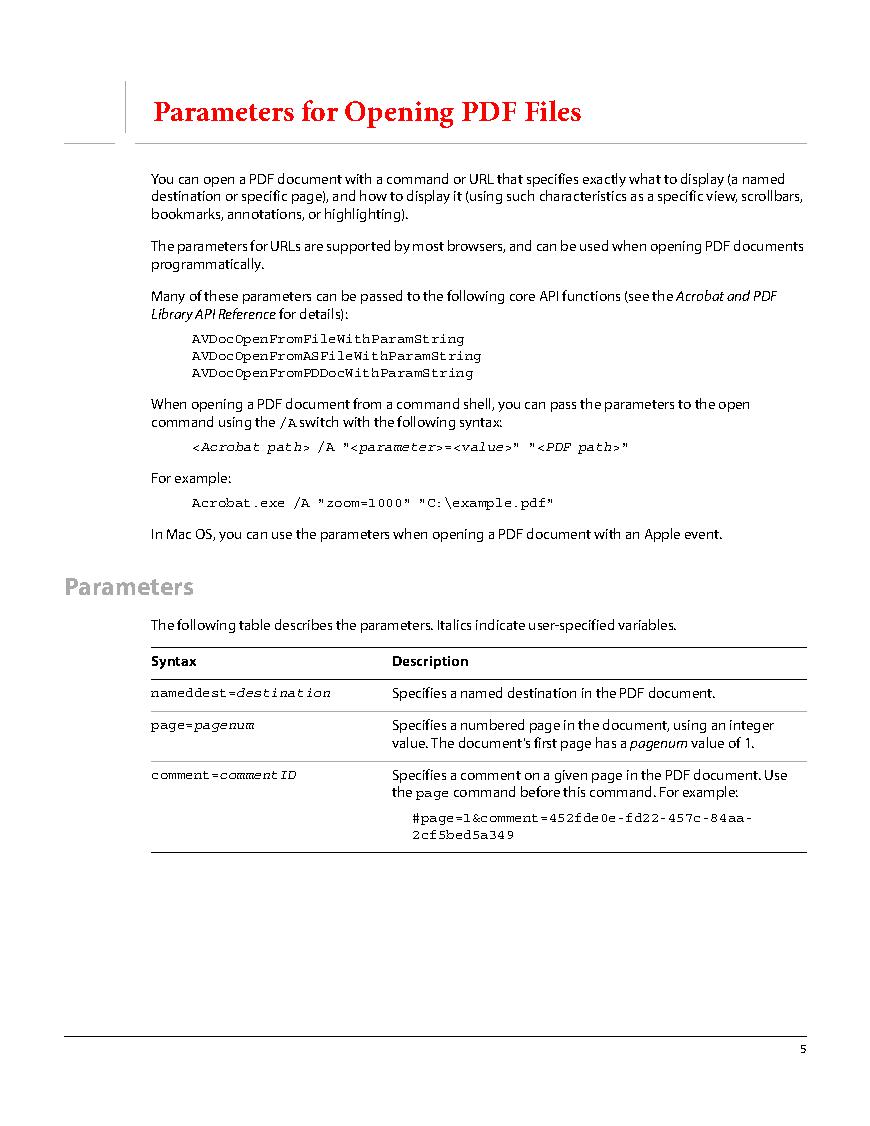 Parameters for Opening PDF Files
You can open a PDF document with a command or URL that specifies exactly what to display (a named
destination or specific page), and how to display it (using such characteristics as a specific view, scrollbars,
bookmarks, annotations, or highlighting).
The parameters for URLs are supported by most browsers, and can be used when opening PDF documents
programmatically.
Many of these parameters can be passed to the following core API functions (see the Acrobat and PDF
Library API Reference for details):
AVDocOpenFromFileWithParamString
AVDocOpenFromASFileWithParamString
AVDocOpenFromPDDocWithParamString
When opening a PDF document from a command shell, you can pass the parameters to the open
command using the /A switch with the following syntax:
<Acrobat path> /A "<parameter>=<value>" "<PDF path>"
For example:
Acrobat.exe /A "zoom=1000" "C:\example.pdf"
In Mac OS, you can use the parameters when opening a PDF document with an Apple event.
Parameters
The following table describes the parameters. Italics indicate user-specified variables.
Syntax Description
nameddest=destination Specifies a named destination in the PDF document.
page=pagenum Specifies a numbered page in the document, using an integer
value. The document's first page has a pagenum value of 1.
comment=commentID Specifies a comment on a given page in the PDF document. Use
the page command before this command. For example:
#page=1&comment=452fde0e-fd22-457c-84aa-
2cf5bed5a349
5